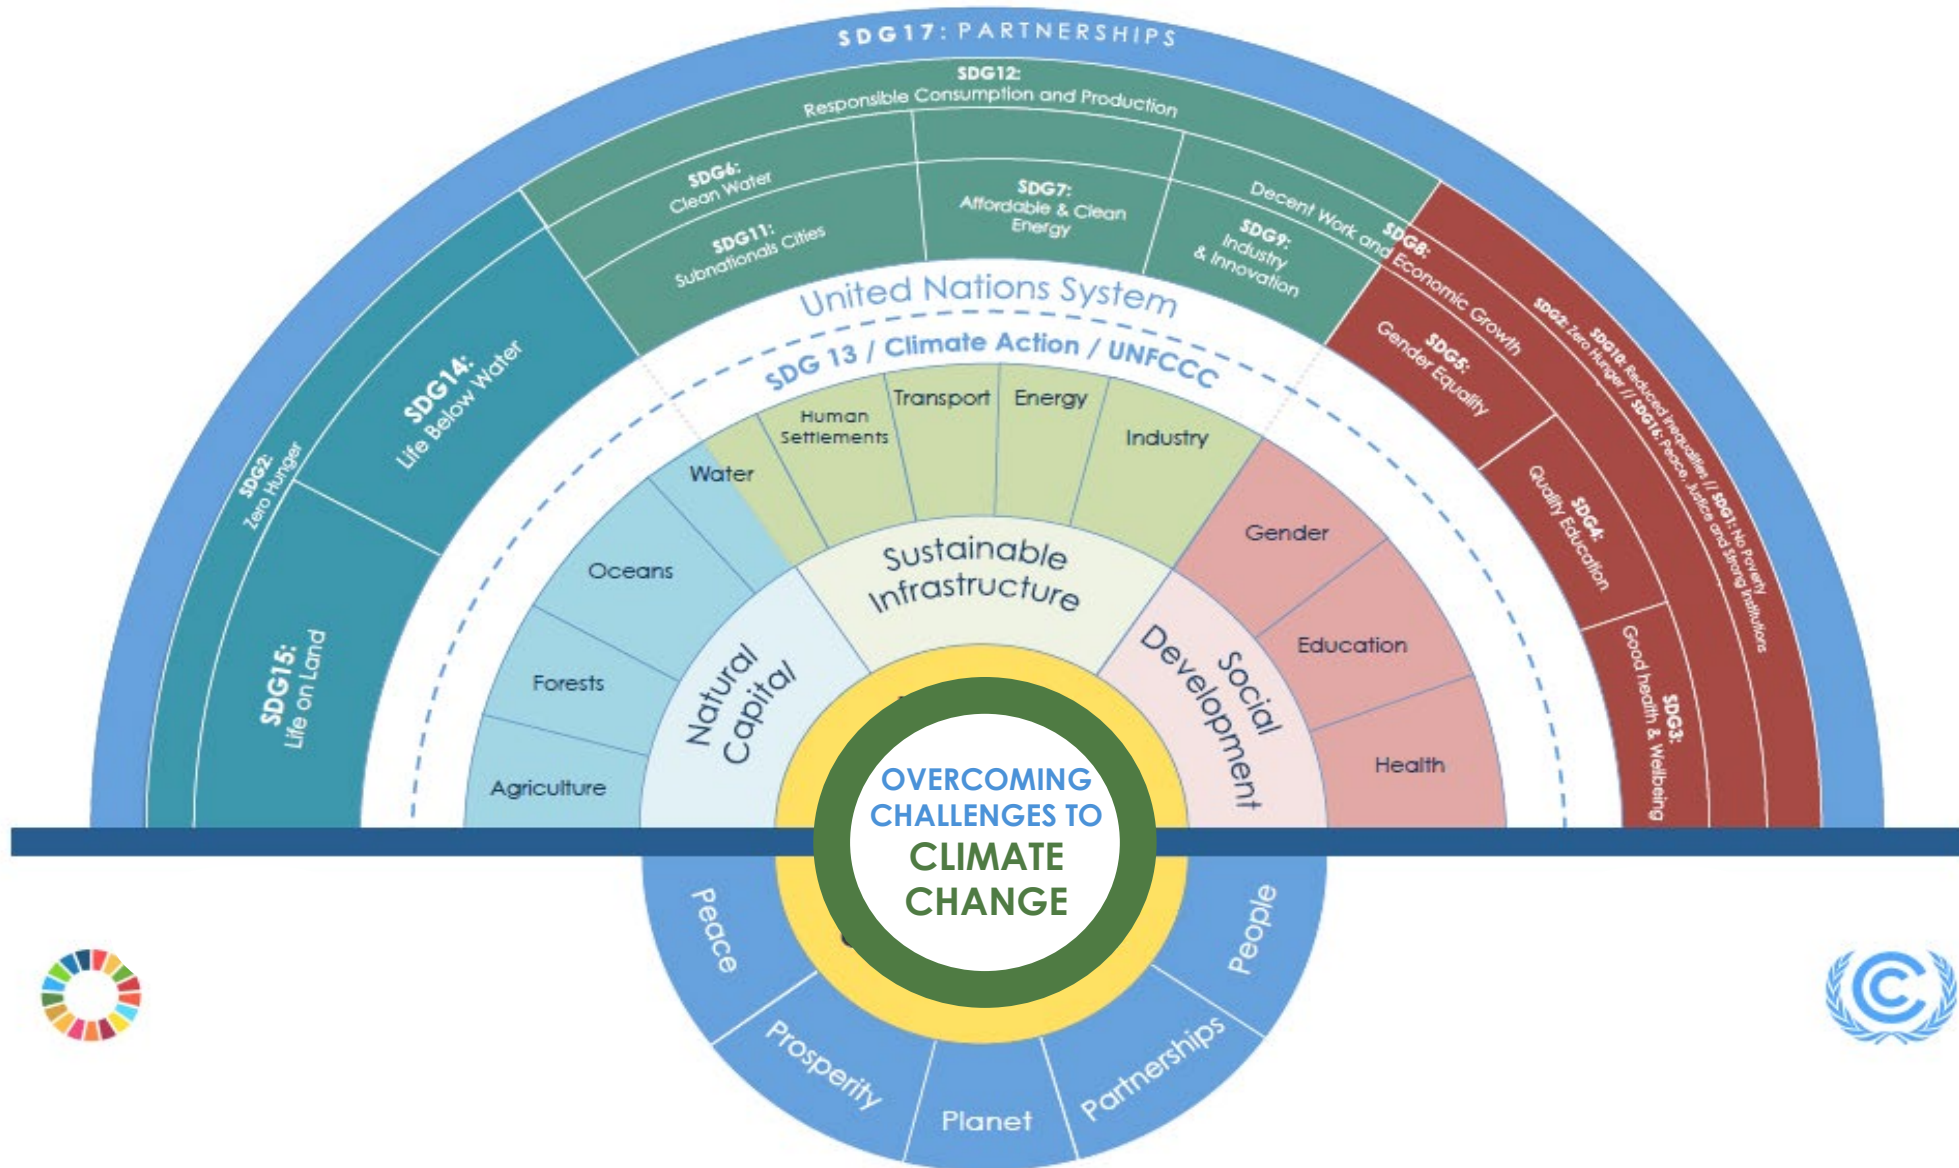 SDG17: PARTNERSHIPS
SDG12:
Responsible Consumption and Production
SDG6:
Clean Water
SDG11:
Subnationals Cities
SDG7:
Affordable & Clean
Energy
SDG8:
Decent Work and Economic Growth
SDG9:
Industry
& Innovation
SDG2:
Zero Hunger
SDG14:
Life Below Water
SDG15:
Life on Land
SDG10: Reduced Inequalities // SDG1: No Poverty
SDG2: Zero Hunger // SDG16: Peace, Justice and Strong Institutions
SDG5:
Gender Equality
SDG4:
Quality Education
SDG3:
Good health & Wellbeing
United Nations System
SDG 13 / Climate Action / UNFCCC
Water
Human
Settlements
Transport
Energy
Industry
Oceans
Forests
Agriculture
Gender
Education
Health
Natural
Capital
Sustainable
Infrastructure
Social
Development
OVERCOMING
CHALLENGES TO
CLIMATE
CHANGE
Peace
Prosperity
Planet
Partnerships
People